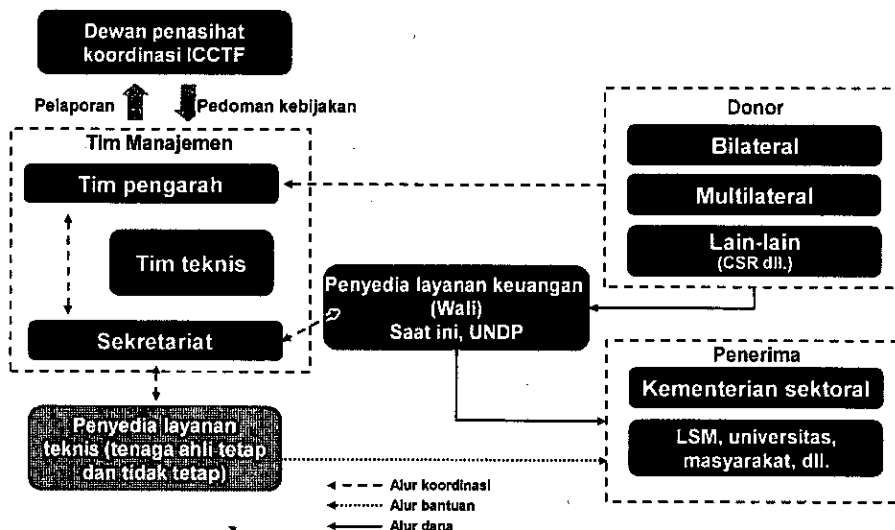 Dewan penasihat
koordinasi ICCTF
Pelaporan
Pedoman kebijakan
Tim Manajemen
Tim pengarah
Tim teknis
Sekretariat
Penyedia layanan
teknis (tenaga ahli tetap
dan tidak tetap)
Penyedia layanan keuangan
(Wali)
Saat ini, UNDP
Donor
Bilateral
Multilateral
Lain-lain
(CSR dll.)
Penerima
Kementerian sektoral
LSM, universitas,
masyarakat, dll.
Alur koordinasi
Alur bantuan
Alur dana